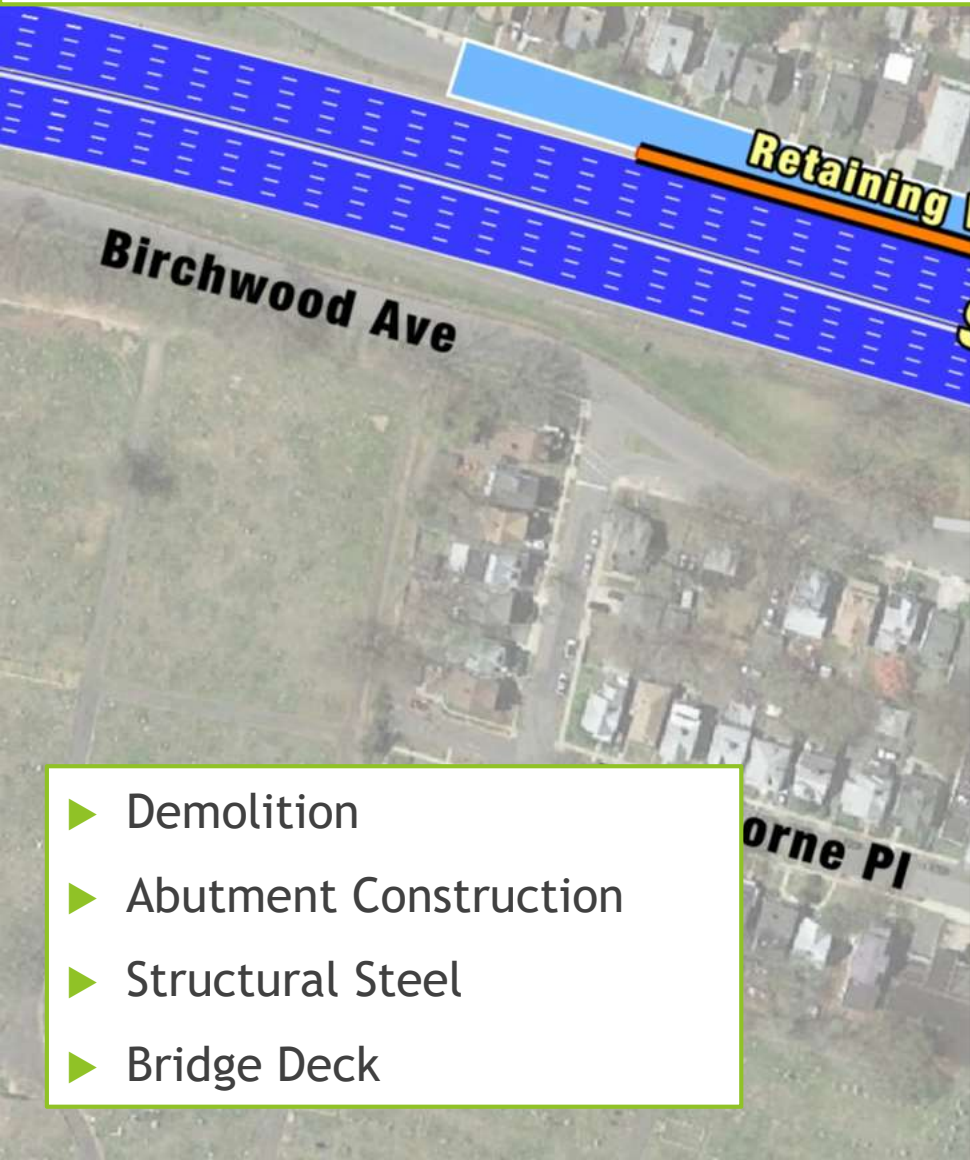 Retaining
Birchwood Ave
orne Pl
Demolition
Abutment Construction
Structural Steel
Bridge Deck